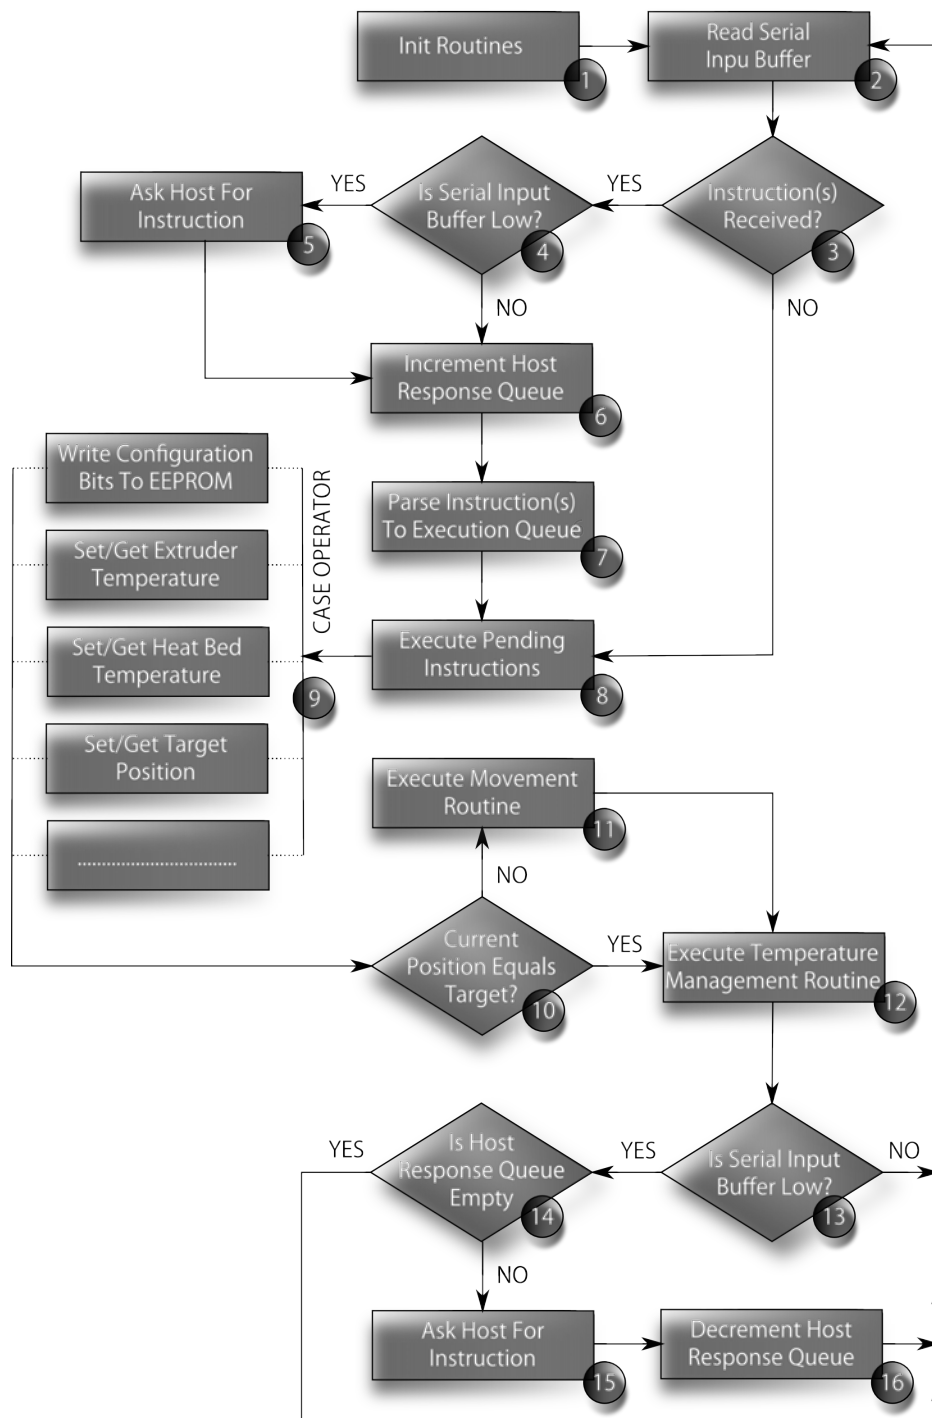 Init Routines
1
Read Serial
Inpu Buffer
2
Instruction(s)
Received?
3
YES
NO
Is Serial Input
Buffer Low?
4
YES
NO
Ask Host For
Instruction
5
Increment Host
Response Queue
6
Parse Instruction(s)
To Execution Queue
7
Execute Pending
Instructions
8
CASE OPERATOR
9
Write Configuration
Bits To EEPROM
Set/Get Extruder
Temperature
Set/Get Heat Bed
Temperature
Set/Get Target
Position
................................
Current
Position Equals
Target?
10
NO
YES
Execute Movement
Routine
11
Execute Temperature
Management Routine
12
Is Serial Input
Buffer Low?
13
YES
NO
Is Host
Response Queue
Empty
14
YES
NO
Ask Host For
Instruction
15
Decrement Host
Response Queue
16